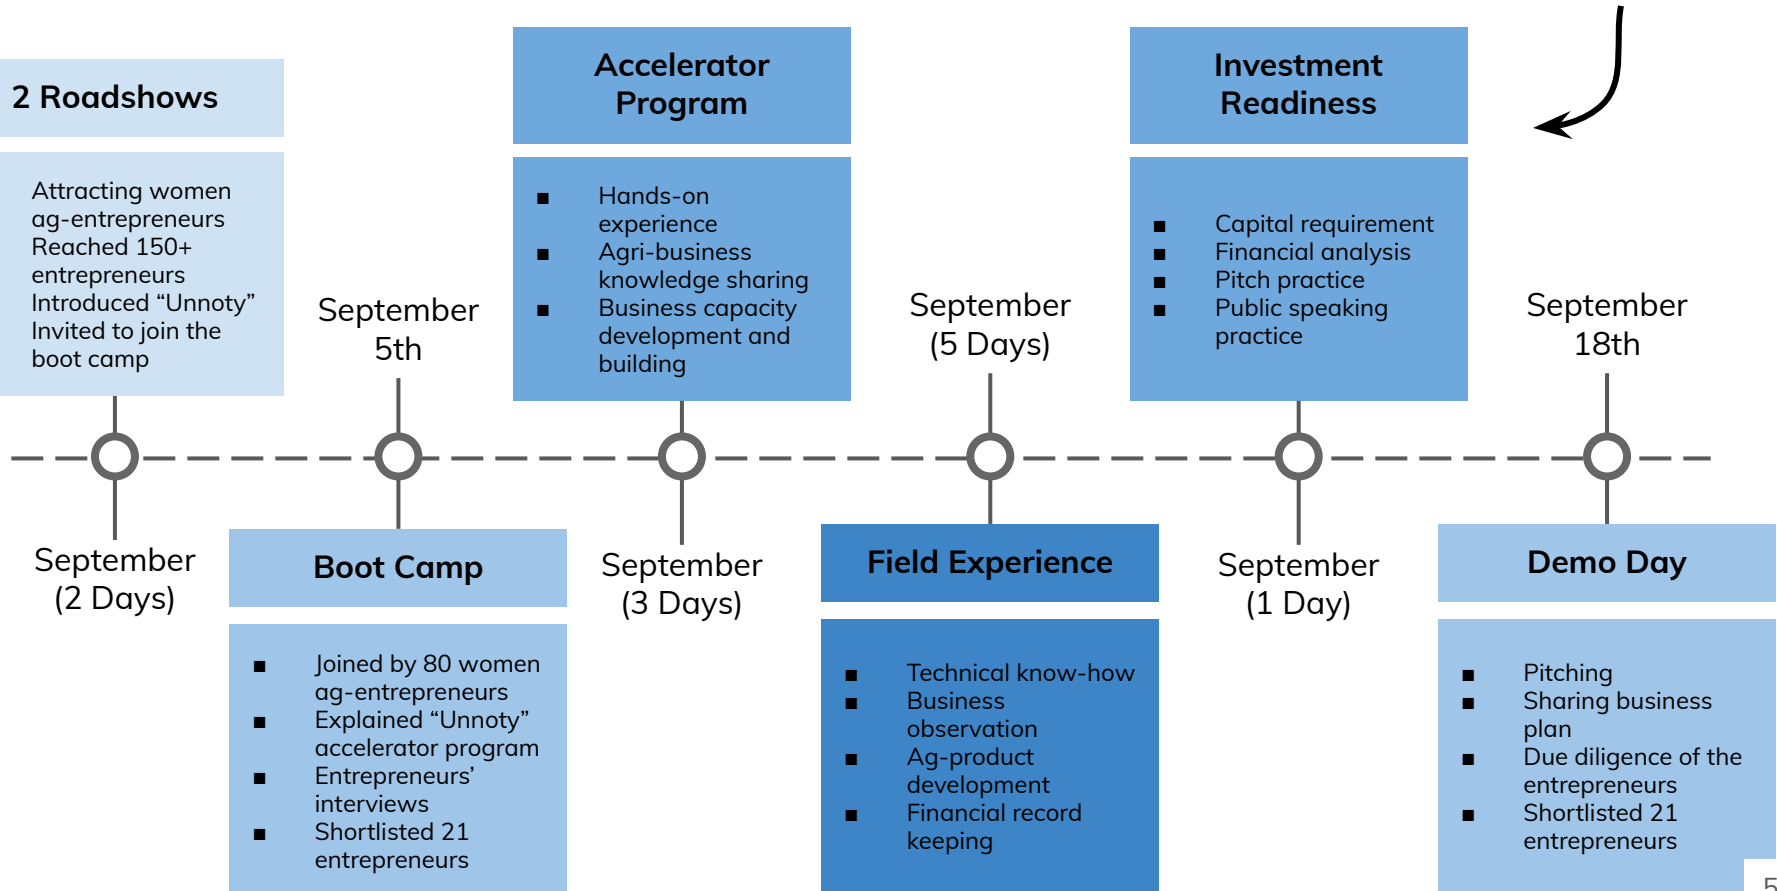 2 Roadshows
Attracting women
ag-entrepreneurs
Reached 150+
entrepreneurs
Introduced “Unnoty”
Invited to join the
boot camp
September
(2 Days)
September
5th
Boot Camp
■ Joined by 80 women
ag-entrepreneurs
■ Explained “Unnoty”
accelerator program
■ Entrepreneurs’
interviews
■ Shortlisted 21
entrepreneurs
Accelerator
Program
■ Hands-on
experience
■ Agri-business
knowledge sharing
■ Business capacity
development and
building
September
(3 Days)
September
(5 Days)
Field Experience
■ Technical know-how
■ Business
observation
■ Ag-product
development
■ Financial record
keeping
Investment
Readiness
■ Capital requirement
■ Financial analysis
■ Pitch practice
■ Public speaking
practice
September
(1 Day)
September
18th
Demo Day
■ Pitching
■ Sharing business
plan
■ Due diligence of the
entrepreneurs
■ Shortlisted 21
entrepreneurs